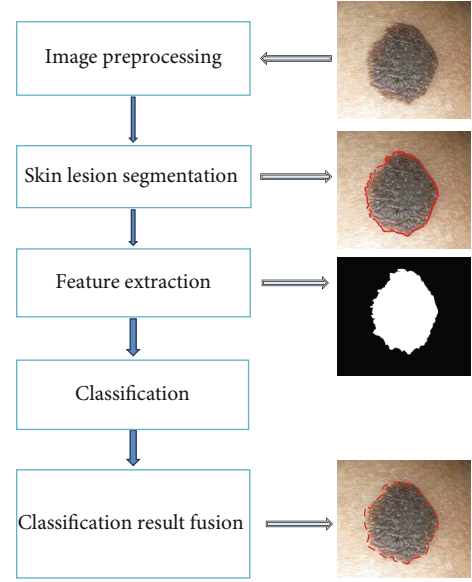 Image preprocessing
Skin lesion segmentation
Feature extraction
Classification
Classification result fusion